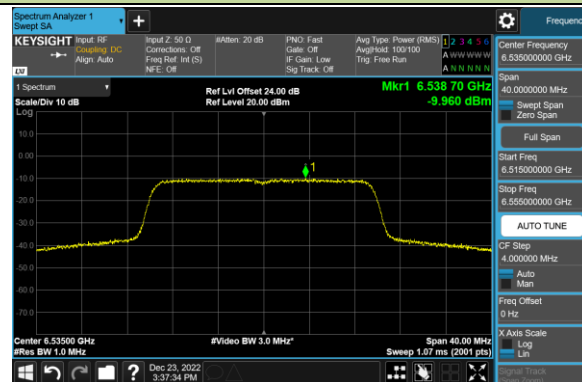 Spectrum Analyzer 1
Swept SA
Frequency
KEYSIGHT
Input: RF
Coupling: DC
Align: Auto
Input Z: 50 Ω
Corrections: Off
Freq Ref: Int (S)
NFE: Off
#Atten: 20 dB
PNO: Fast
Gate: Off
IF Gain: Low
Sig Track: Off
Avg Type: Power (RMS)
Avg|Hold: 100/100
Trig: Free Run
1 2 3 4 5 6
A W W W W W
A N N N N N
LXI
1 Spectrum
Scale/Div 10 dB
Log
Ref Lvl Offset 24.00 dB
Ref Level 20.00 dBm
Mkr1 6.538 70 GHz
-9.960 dBm
10.0
0.00
-10.0
-20.0
-30.0
-40.0
-50.0
-60.0
-70.0
1
Center 6.53500 GHz
#Res BW 1.0 MHz
#Video BW 3.0 MHz*
Span 40.00 MHz
Sweep 1.07 ms (2001 pts)
Dec 23, 2022
3:37:34 PM
Center Frequency
6.535000000 GHz
Span
40.0000000 MHz
Swept Span
Zero Span
Full Span
Start Freq
6.515000000 GHz
Stop Freq
6.555000000 GHz
AUTO TUNE
CF Step
4.000000 MHz
Auto
Man
Freq Offset
0 Hz
X Axis Scale
Log
Lin
Signal Track